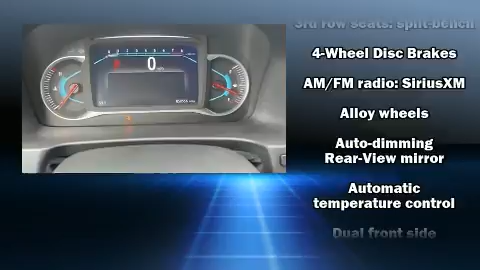 3rd row seats: split-bench
4-Wheel Disc Brakes
AM/FM radio: SiriusXM
Alloy wheels
Auto-dimming
Rear-View mirror
Automatic
temperature control
Dual front side
0